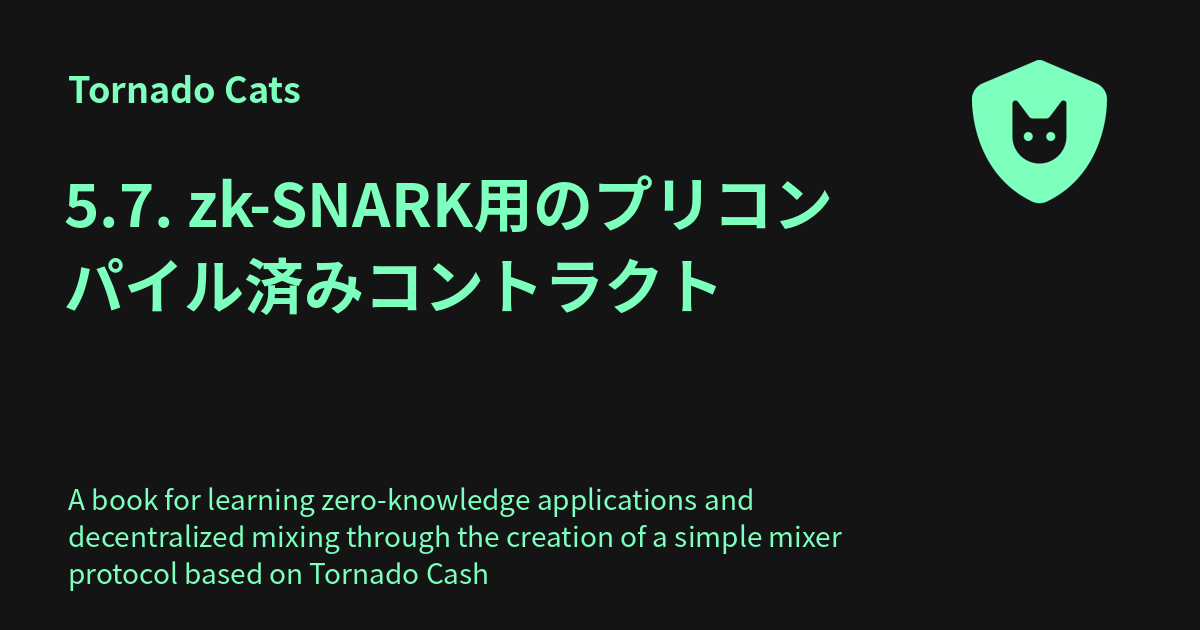 Tornado Cats
5.7. zk-SNARK用のプリコン
パイル済みコントラクト
A book for learning zero-knowledge applications and
decentralized mixing through the creation of a simple mixer
protocol based on Tornado Cash